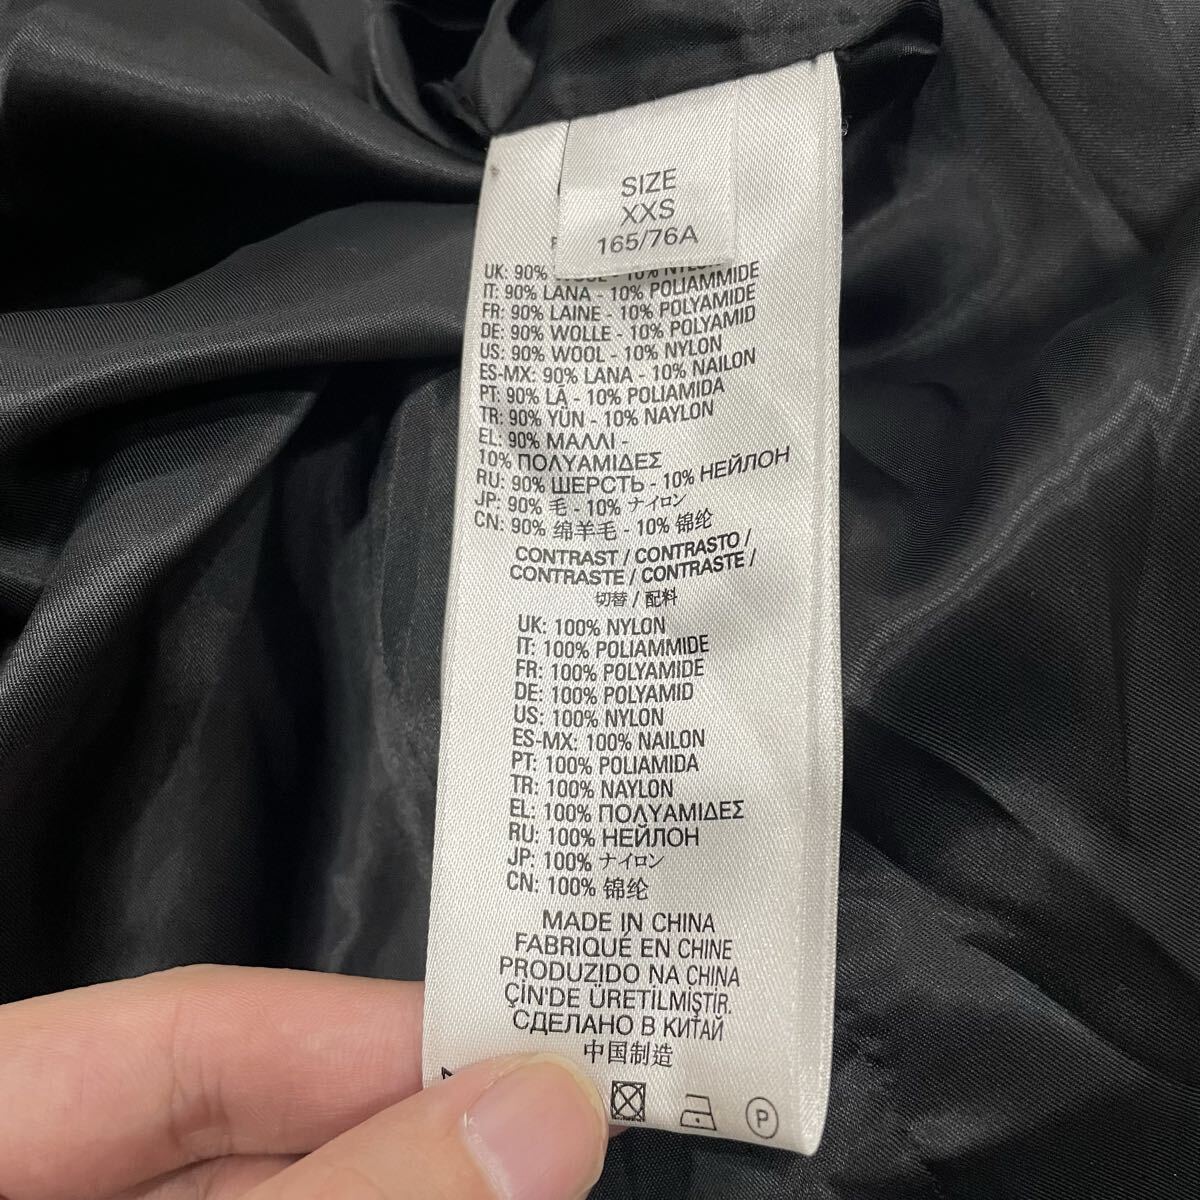 SIZE
XXS
165/76A
UK: 90% WOOL - 10% NYLON
IT: 90% LANA - 10% POLIAMMIDE
FR: 90% LAINE - 10% POLYAMIDE
DE: 90% WOLLE - 10% POLYAMID
US: 90% WOOL - 10% NYLON
ES-MX: 90% LANA - 10% NAILON
PT: 90% LÃ - 10% POLIAMIDA
TR: 90% YÜN - 10% NAYLON
EL: 90% ΜΑΛΛΙ -
10% ΠΟΛΥΑΜΙΔΕΣ
RU: 90% ШЕРСТЬ - 10% НЕЙЛОН
JP: 90% 毛 - 10% ナイロン
CN: 90% 绵羊毛 - 10% 锦纶
CONTRAST / CONTRASTO /
CONTRASTE / CONTRASTE /
切替 / 配料
UK: 100% NYLON
IT: 100% POLIAMMIDE
FR: 100% POLYAMIDE
DE: 100% POLYAMID
US: 100% NYLON
ES-MX: 100% NAILON
PT: 100% POLIAMIDA
TR: 100% NAYLON
EL: 100% ΠΟΛΥΑΜΙΔΕΣ
RU: 100% НЕЙЛОН
JP: 100% ナイロン
CN: 100% 锦纶
MADE IN CHINA
FABRIQUÉ EN CHINE
PRODUZIDO NA CHINA
ÇİN'DE ÜRETİLMİŞTİR.
СДЕЛАНО В КИТАЙ
中国制造
P